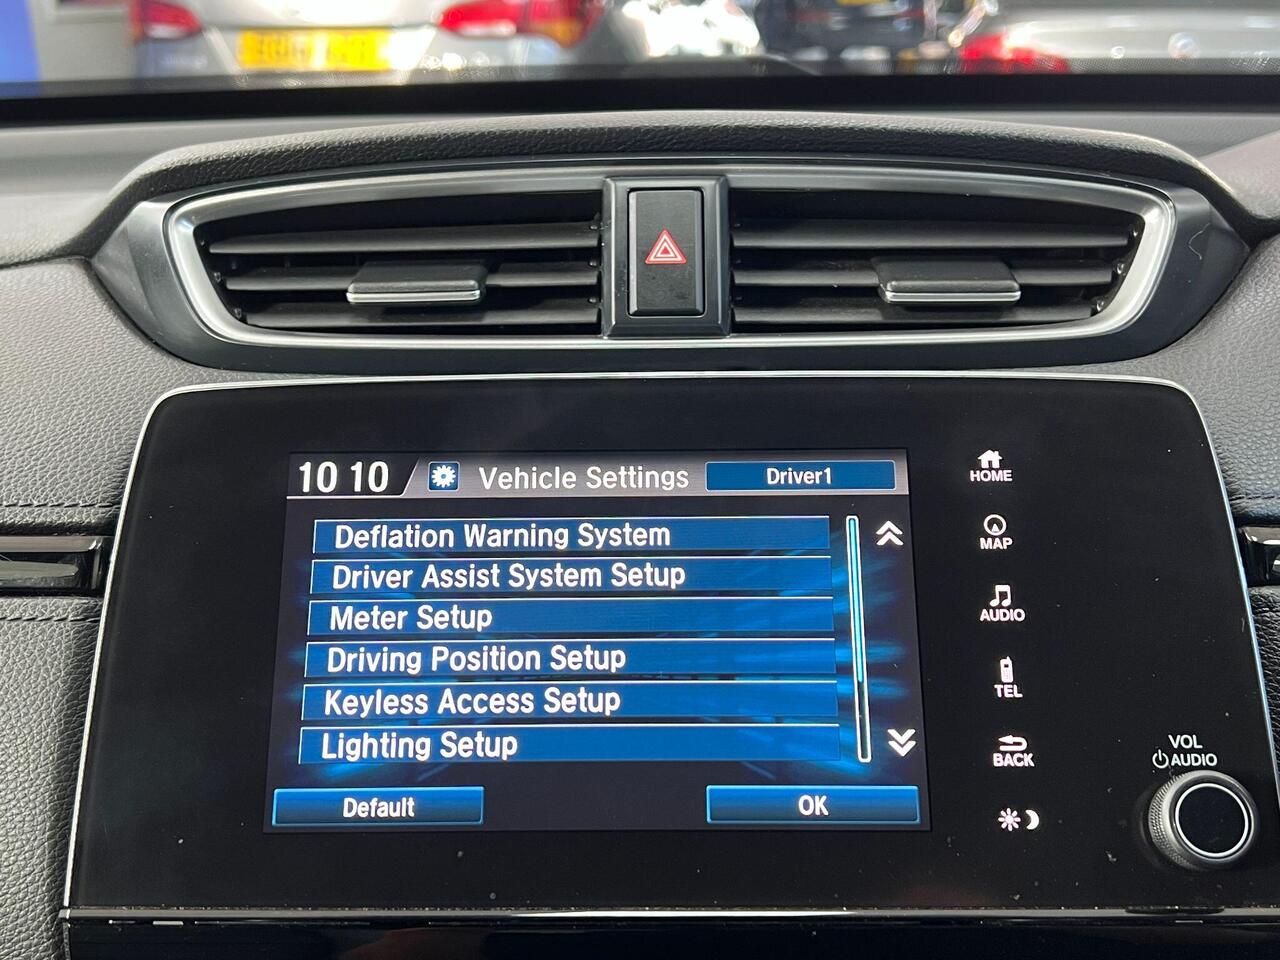 10 10
Vehicle Settings
Driver1
Deflation Warning System
Driver Assist System Setup
Meter Setup
Driving Position Setup
Keyless Access Setup
Lighting Setup
Default
OK
HOME
MAP
AUDIO
TEL
BACK
VOL
AUDIO